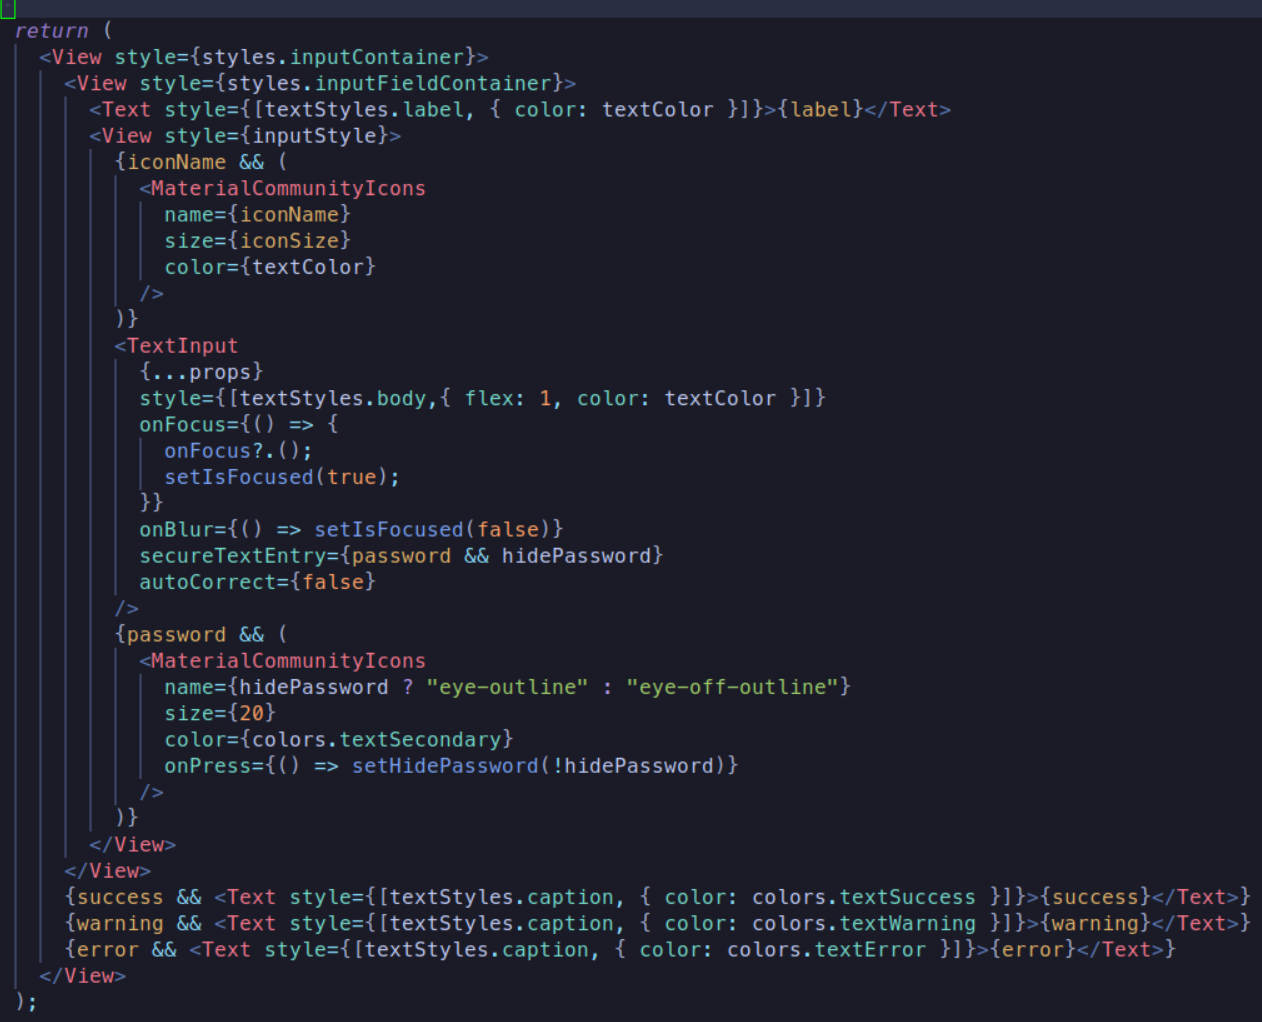 return (
  <View style={styles.inputContainer}>
    <View style={styles.inputFieldContainer}>
      <Text style={[textStyles.label, { color: textColor }]}>{label}</Text>
      <View style={inputStyle}>
        {iconName && (
          <MaterialCommunityIcons
            name={iconName}
            size={iconSize}
            color={textColor}
          />
        )}
        <TextInput
          {...props}
          style={[textStyles.body,{ flex: 1, color: textColor }]}
          onFocus={() => {
            onFocus?.();
            setIsFocused(true);
          }}
          onBlur={() => setIsFocused(false)}
          secureTextEntry={password && hidePassword}
          autoCorrect={false}
        />
        {password && (
          <MaterialCommunityIcons
            name={hidePassword ? "eye-outline" : "eye-off-outline"}
            size={20}
            color={colors.textSecondary}
            onPress={() => setHidePassword(!hidePassword)}
          />
        )}
      </View>
    </View>
    {success && <Text style={[textStyles.caption, { color: colors.textSuccess }]}>{success}</Text>}
    {warning && <Text style={[textStyles.caption, { color: colors.textWarning }]}>{warning}</Text>}
    {error && <Text style={[textStyles.caption, { color: colors.textError }]}>{error}</Text>}
  </View>
);